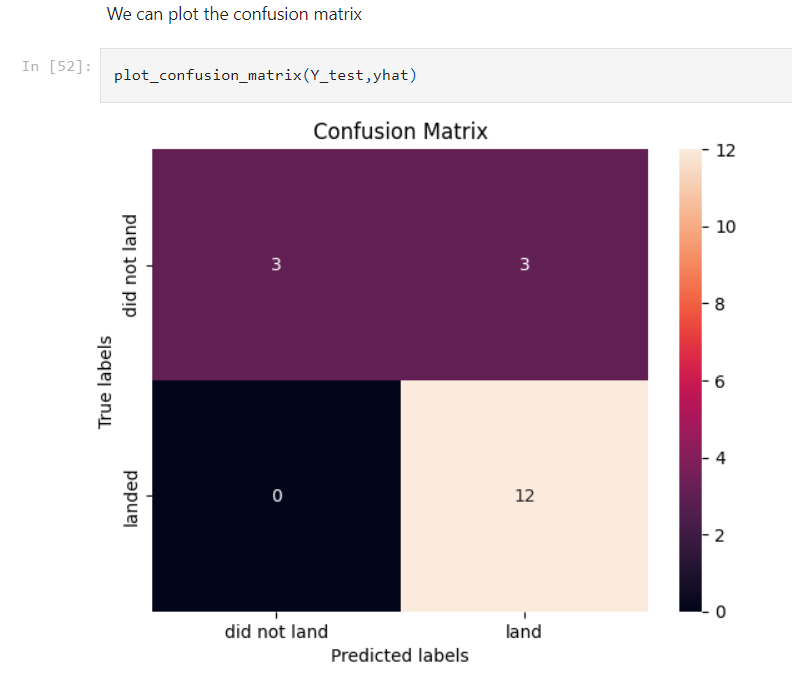 We can plot the confusion matrix
In [52]:
plot_confusion_matrix(Y_test,yhat)
Confusion Matrix
12
10
8
6
4
2
0
True labels
did not land
landed
3 3
0 12
did not land land
Predicted labels